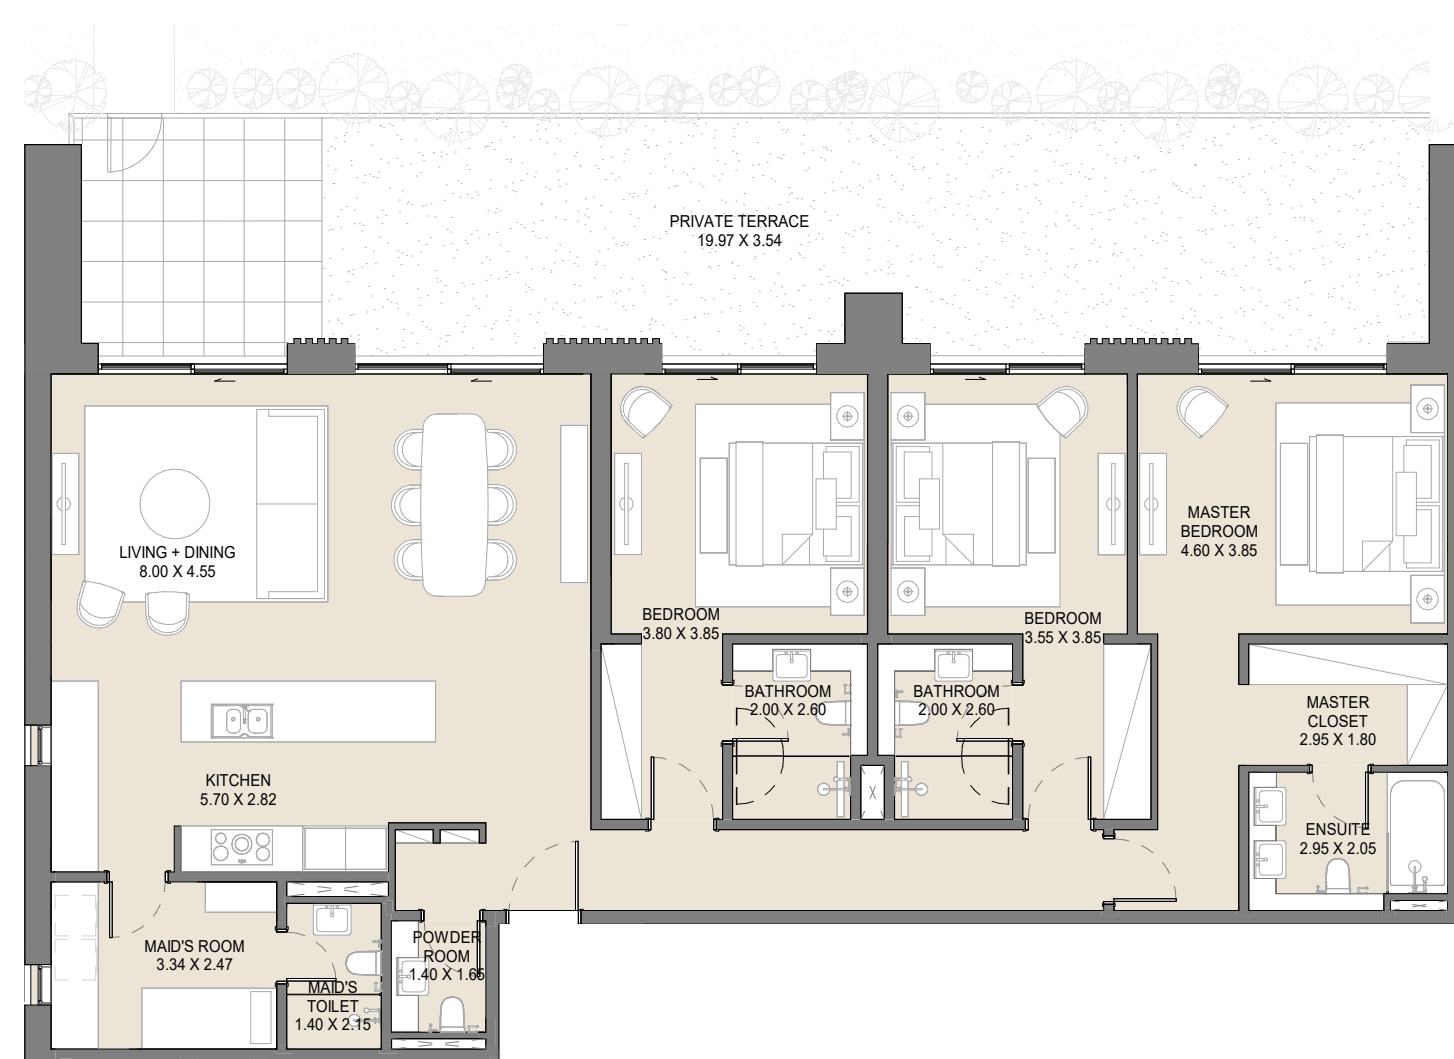 PRIVATE TERRACE
19.97 X 3.54
LIVING + DINING
8.00 X 4.55
MASTER
BEDROOM
4.60 X 3.85
BEDROOM
3.80 X 3.85
BEDROOM
3.55 X 3.85
BATHROOM
2.00 X 2.60
BATHROOM
2.00 X 2.60
MASTER
CLOSET
2.95 X 1.80
KITCHEN
5.70 X 2.82
ENSUITE
2.95 X 2.05
MAID'S ROOM
3.34 X 2.47
POWDER
ROOM
1.40 X 1.65
MAID'S
TOILET
1.40 X 2.15